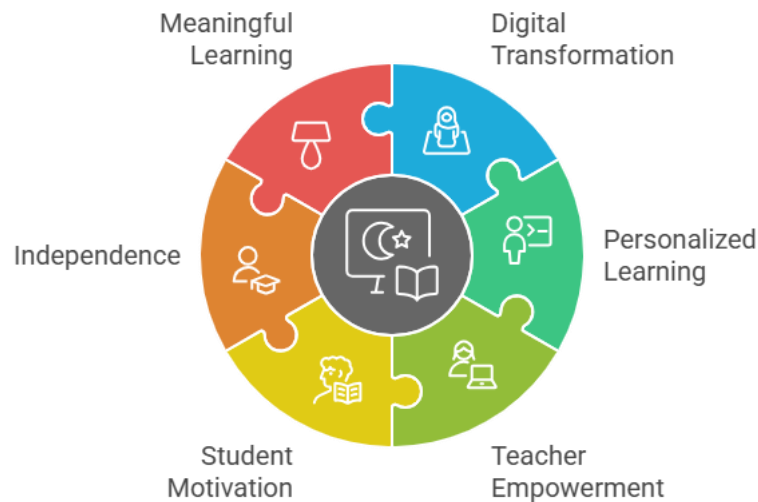 Meaningful
Learning
Digital
Transformation
Independence
Personalized
Learning
Student
Motivation
Teacher
Empowerment